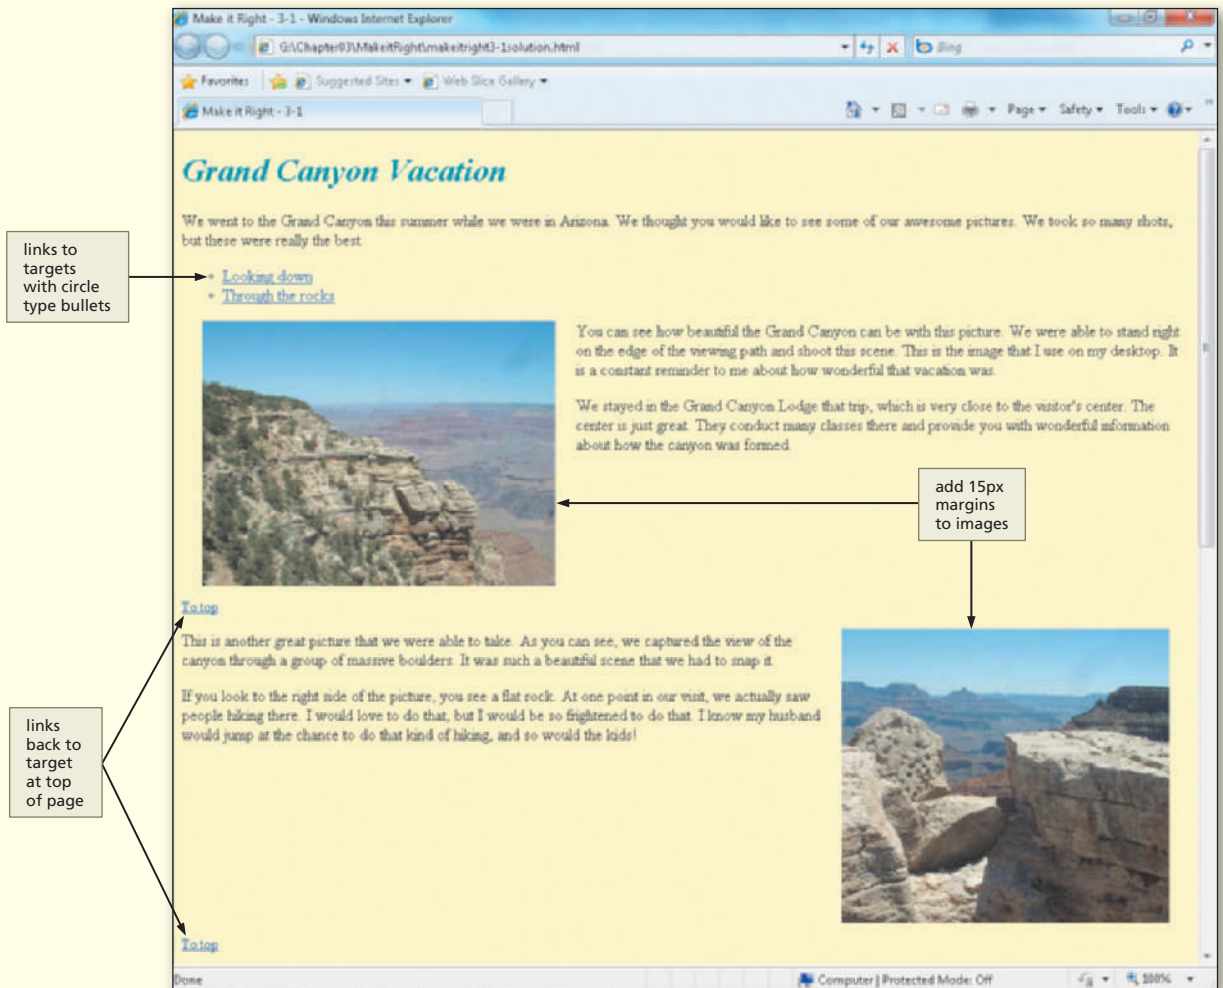 Make it Right - 3-1 - Windows Internet Explorer
G:\Chapter03\MakeitRight\makeitright3-1solution.html
Bing
Favorites
Suggested Sites
Web Slice Gallery
Make it Right - 3-1
Page
Safety
Tools
Grand Canyon Vacation
We went to the Grand Canyon this summer while we were in Arizona. We thought you would like to see some of our awesome pictures. We took so many shots,
but these were really the best.
links to
targets
with circle
type bullets
Looking down
Through the rocks
You can see how beautiful the Grand Canyon can be with this picture. We were able to stand right
on the edge of the viewing path and shoot this scene. This is the image that I use on my desktop. It
is a constant reminder to me about how wonderful that vacation was.
We stayed in the Grand Canyon Lodge that trip, which is very close to the visitor's center. The
center is just great. They conduct many classes there and provide you with wonderful information
about how the canyon was formed.
add 15px
margins
to images
To top
This is another great picture that we were able to take. As you can see, we captured the view of the
canyon through a group of massive boulders. It was such a beautiful scene that we had to snap it.
If you look to the right side of the picture, you see a flat rock. At one point in our visit, we actually saw
people hiking there. I would love to do that, but I would be so frightened to do that. I know my husband
would jump at the chance to do that kind of hiking, and so would the kids!
links
back to
target
at top
of page
To top
Done
Computer | Protected Mode: Off
100%